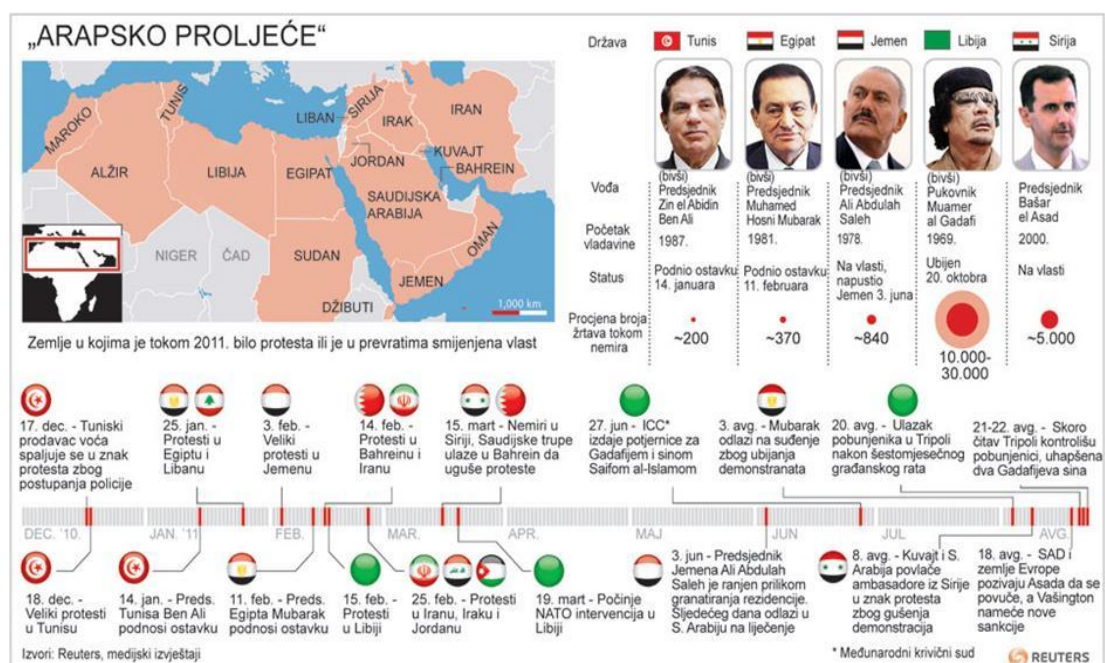 „ARAPSKO PROLJEĆE“
MAROKO
TUNIS
ALŽIR
LIBIJA
EGIPAT
LIBAN
SIRIJA
IRAK
IRAN
JORDAN
KUVAJT
BAHREIN
SAUDIJSKA
ARABIJA
OMAN
NIGER
ČAD
SUDAN
JEMEN
DŽIBUTI
1,000 km
Zemlje u kojima je tokom 2011. bilo protesta ili je u prevratima smijenjena vlast
Država
Tunis
Egipat
Jemen
Libija
Sirija
Vođa
(bivši)
Predsjednik
Zin el Abidin
Ben Ali
(bivši)
Predsjednik
Muhamed
Hosni Mubarak
(bivši)
Predsjednik
Ali Abdulah
Saleh
(bivši)
Pukovnik
Muamer
al Gadafi
Predsjednik
Bašar
el Asad
Početak
vladavine
1987.
1981.
1978.
1969.
2000.
Status
Podnio ostavku
14. januara
Podnio ostavku
11. februara
Na vlasti,
napustio
Jemen 3. juna
Ubijen
20. oktobra
Na vlasti
Procjena broja
žrtava tokom
nemira
~200
~370
~840
10.000-
30.000
~5.000
17. dec. - Tuniski
prodavac voća
spaljuje se u znak
protesta zbog
postupanja policije
25. jan. -
Protesti u
Egiptu i
Libanu
3. feb. -
Veliki
protesti u
Jemenu
14. feb. -
Protesti u
Bahreinu i
Iranu
15. mart - Nemiri u
Siriji, Saudijske trupe
ulaze u Bahrein da
uguše proteste
27. jun - ICC*
izdaje potjernice za
Gadafijem i sinom
Saifom al-Islamom
3. avg. - Mubarak
odlazi na suđenje
zbog ubijanja
demonstranata
20. avg. - Ulazak
pobunjenika u Tripoli
nakon šestomjesečnog
građanskog rata
21-22. avg. - Skoro
čitav Tripoli kontrolišu
pobunjenici, uhapšena
dva Gadafijeva sina
DEC. '10.
JAN. '11
FEB.
MAR.
APR.
MAJ
JUN
JUL
AVG.
18. dec. -
Veliki protesti
u Tunisu
14. jan. - Preds.
Tunisa Ben Ali
podnosi ostavku
11. feb. - Preds.
Egipta Mubarak
podnosi ostavku
15. feb. -
Protesti
u Libiji
25. feb. - Protesti
u Iranu, Iraku i
Jordanu
19. mart - Počinje
NATO intervencija u
Libiji
3. jun - Predsjednik
Jemena Ali Abdulah
Saleh je ranjen prilikom
granatiranja rezidencije.
Sljedećeg dana odlazi u
S. Arabiju na liječenje
8. avg. - Kuvajt i S.
Arabija povlače
ambasadore iz Sirije
u znak protesta
zbog gušenja
demonstracija
18. avg. - SAD i
zemlje Evrope
pozivaju Asada da se
povuče, a Vašington
nameće nove
sankcije
Izvori: Reuters, medijski izvještaji
* Međunarodni krivični sud
REUTERS